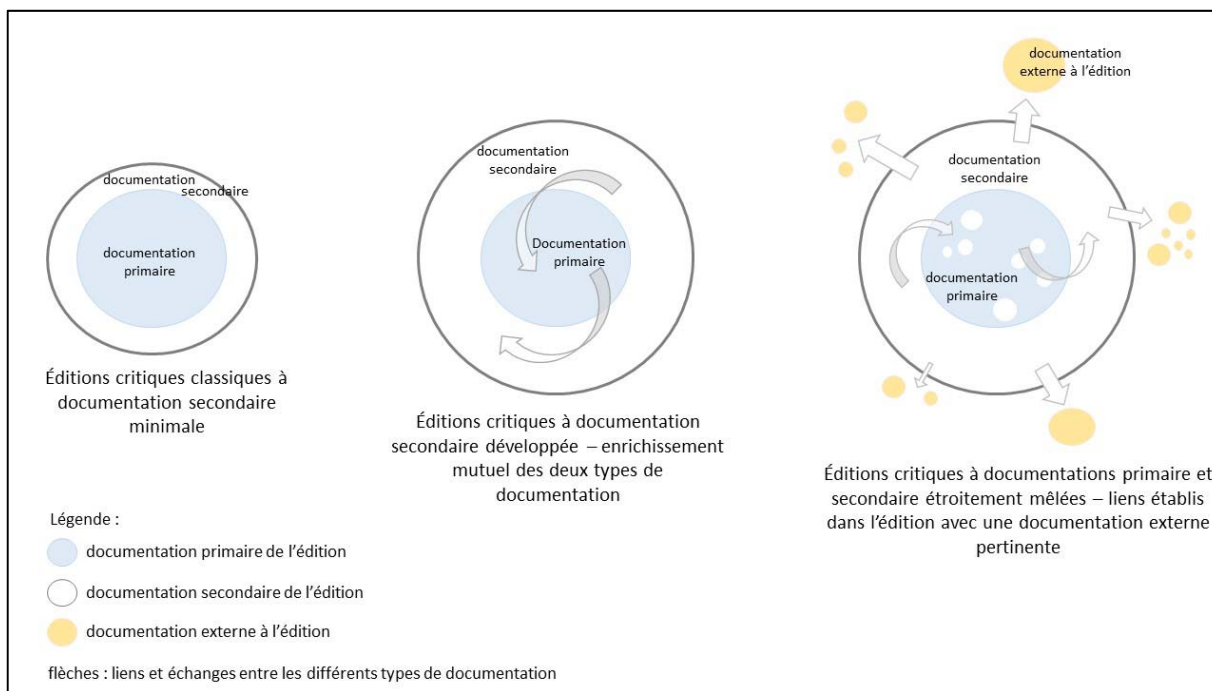 documentation
secondaire
documentation
primaire
Éditions critiques classiques à
documentation secondaire
minimale
documentation
secondaire
Documentation
primaire
Éditions critiques à documentation
secondaire développée – enrichissement
mutuel des deux types de
documentation
documentation
externe à l’édition
documentation
secondaire
documentation
primaire
Éditions critiques à documentations primaire et
secondaire étroitement mêlées – liens établis
dans l’édition avec une documentation externe
pertinente
Légende :
documentation primaire de l’édition
documentation secondaire de l’édition
documentation externe à l’édition
flèches : liens et échanges entre les différents types de documentation